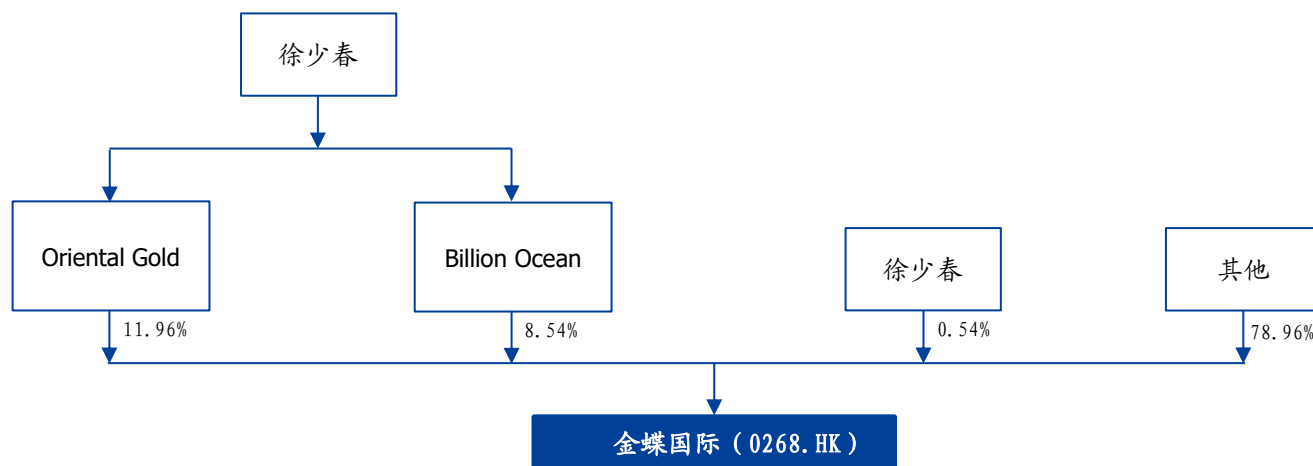 徐少春
Oriental Gold
Billion Ocean
徐少春
其他
11.96%
8.54%
0.54%
78.96%
金蝶国际（0268.HK）